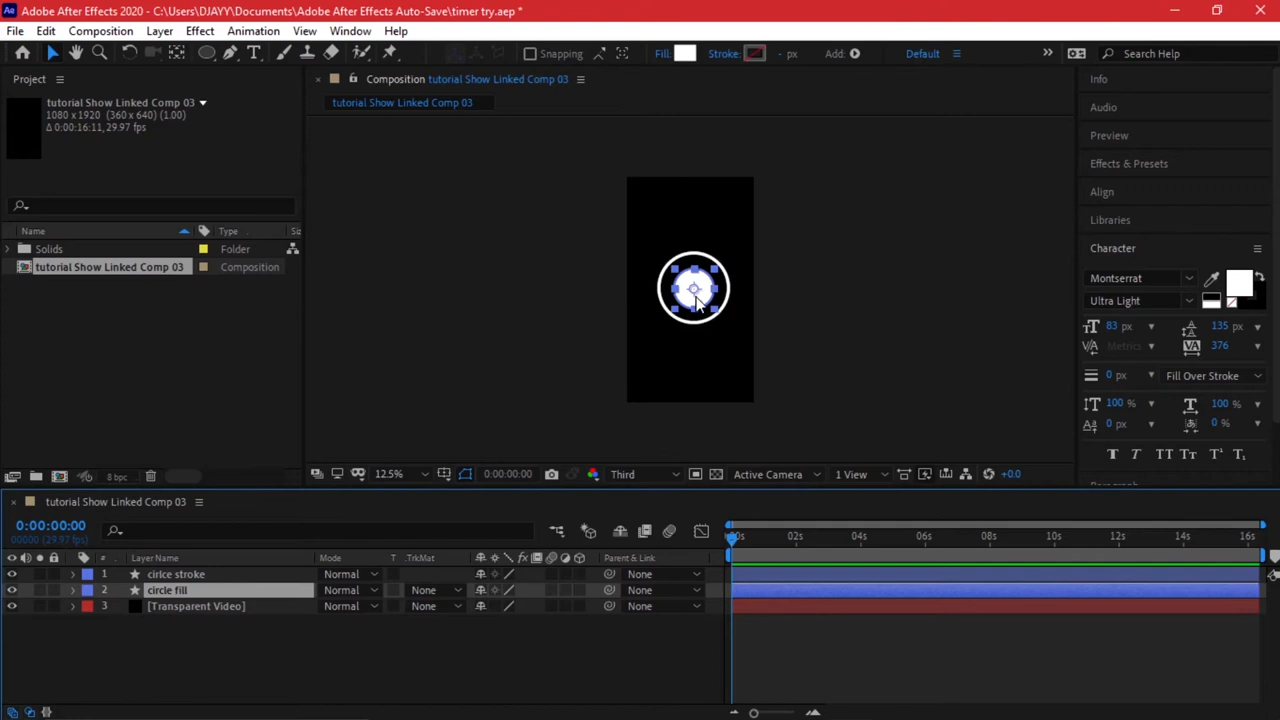 Adobe After Effects 2020 - C:\Users\DJAYY\Documents\Adobe After Effects Auto-Save\timer try.aep *
File Edit Composition Layer Effect Animation View Window Help
Snapping Fill: Stroke: - px Add: Default » Search Help
Project
tutorial Show Linked Comp 03
1080 x 1920 (360 x 640) (1.00)
Δ 0:00:16:11, 29.97 fps
Name Type
Solids Folder
tutorial Show Linked Comp 03 Composition
8 bpc
× Composition tutorial Show Linked Comp 03
tutorial Show Linked Comp 03
12.5% 0:00:00:00 Third Active Camera 1 View +0.0
Info
Audio
Preview
Effects & Presets
Align
Libraries
Character
Montserrat
Ultra Light
83 px 135 px
Metrics 376
0 px Fill Over Stroke
100 % 100 %
0 px 0 %
× tutorial Show Linked Comp 03
0:00:00:00
00000 (29.97 fps)
# Layer Name Mode T TrkMat Parent & Link
1 cirlce stroke Normal None
2 circle fill Normal None None
3 [Transparent Video] Normal None None
02s 04s 06s 08s 10s 12s 14s 16s